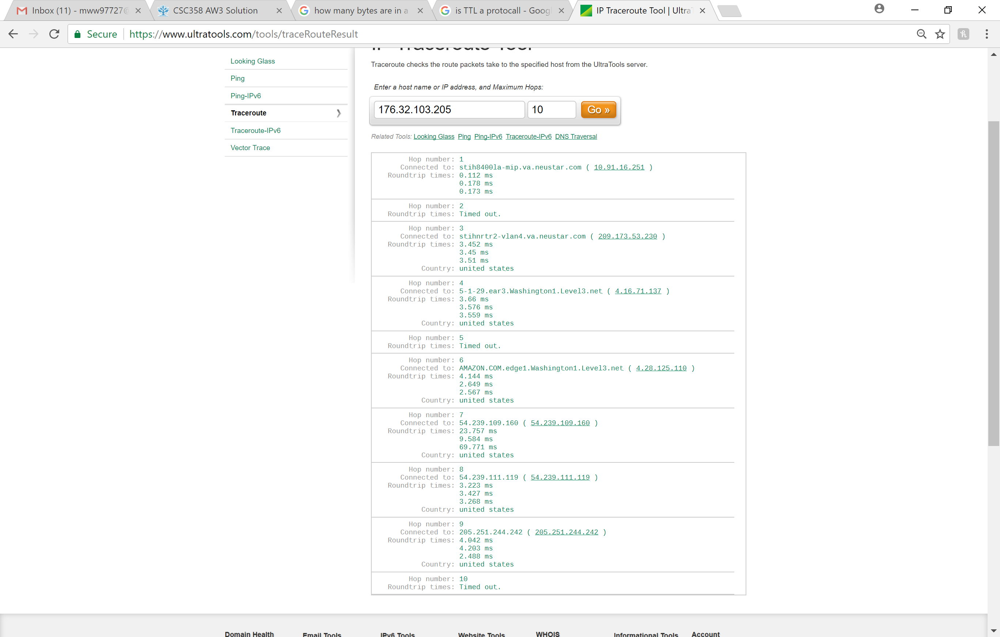 Inbox (11) - mww97727@
CSC358 AW3 Solution
how many bytes are in a
is TTL a protocall - Googl
IP Traceroute Tool | UltraT
Secure
https://www.ultratools.com/tools/traceRouteResult
IP Traceroute Tool
Looking Glass
Ping
Ping-IPv6
Traceroute
Traceroute-IPv6
Vector Trace
Traceroute checks the route packets take to the specified host from the UltraTools server.
Enter a host name or IP address, and Maximum Hops:
176.32.103.205 10 Go »
Related Tools: Looking Glass Ping Ping-IPv6 Traceroute-IPv6 DNS Traversal
Hop number: 1
Connected to: stih8400la-mip.va.neustar.com ( 10.91.16.251 )
Roundtrip times: 0.112 ms
0.178 ms
0.173 ms
Hop number: 2
Roundtrip times: Timed out.
Hop number: 3
Connected to: stihnrtr2-vlan4.va.neustar.com ( 209.173.53.230 )
Roundtrip times: 3.452 ms
3.45 ms
3.51 ms
Country: united states
Hop number: 4
Connected to: 5-1-29.ear3.Washington1.Level3.net ( 4.16.71.137 )
Roundtrip times: 3.66 ms
3.576 ms
3.559 ms
Country: united states
Hop number: 5
Roundtrip times: Timed out.
Hop number: 6
Connected to: AMAZON.COM.edge1.Washington1.Level3.net ( 4.28.125.110 )
Roundtrip times: 4.144 ms
2.649 ms
2.567 ms
Country: united states
Hop number: 7
Connected to: 54.239.109.160 ( 54.239.109.160 )
Roundtrip times: 23.757 ms
9.584 ms
69.771 ms
Country: united states
Hop number: 8
Connected to: 54.239.111.119 ( 54.239.111.119 )
Roundtrip times: 3.223 ms
3.427 ms
3.268 ms
Country: united states
Hop number: 9
Connected to: 205.251.244.242 ( 205.251.244.242 )
Roundtrip times: 4.042 ms
4.203 ms
2.488 ms
Country: united states
Hop number: 10
Roundtrip times: Timed out.
Domain Health Email Tools IPv6 Tools Website Tools WHOIS Informational Tools Account